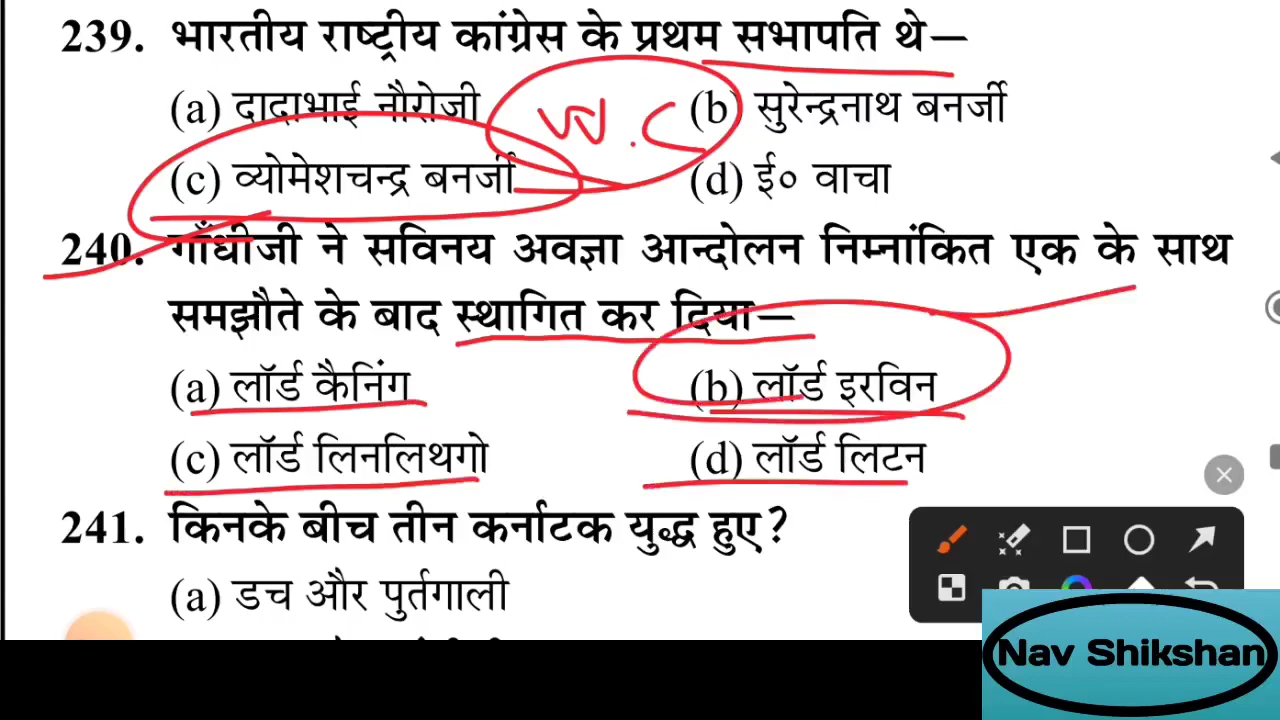 239. भारतीय राष्ट्रीय कांग्रेस के प्रथम सभापति थे—
(a) दादाभाई नौरोजी (b) सुरेन्द्रनाथ बनर्जी
W.C
(c) व्योमेशचन्द्र बनर्जी (d) ई० वाचा
240. गाँधीजी ने सविनय अवज्ञा आन्दोलन निम्नांकित एक के साथ
समझौते के बाद स्थागित कर दिया—
(a) लॉर्ड कैनिंग (b) लॉर्ड इरविन
(c) लॉर्ड लिनलिथगो (d) लॉर्ड लिटन
241. किनके बीच तीन कर्नाटक युद्ध हुए?
(a) डच और पुर्तगाली
Nav Shikshan